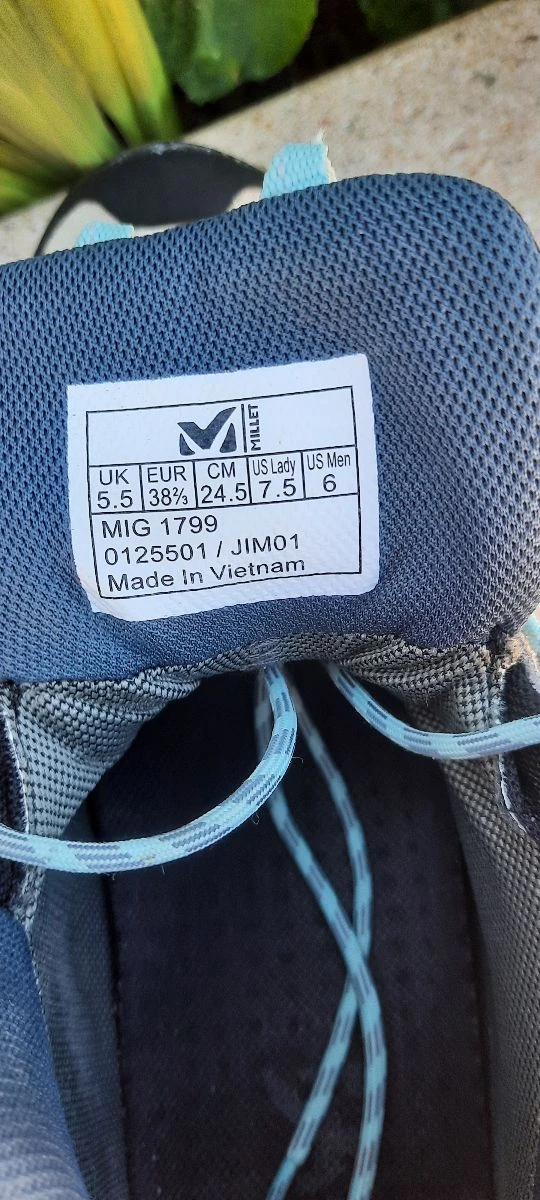 MILLET
UK EUR CM US Lady US Men
5.5 38⅔ 24.5 7.5 6
MIG 1799
0125501 / JIM01
Made In Vietnam